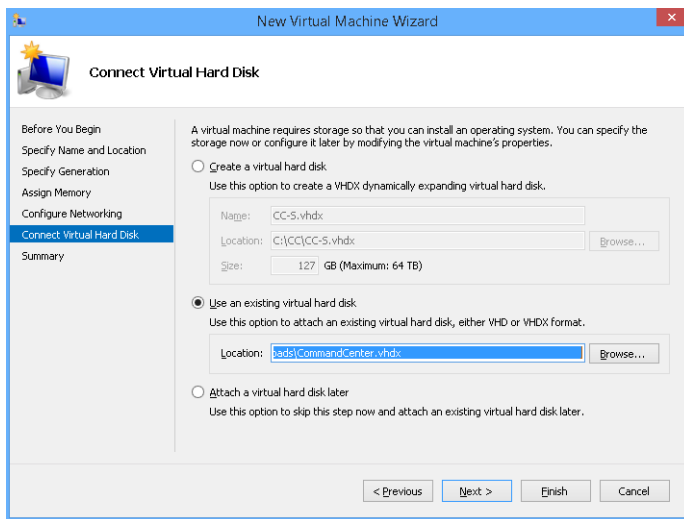 New Virtual Machine Wizard
Connect Virtual Hard Disk
Before You Begin
Specify Name and Location
Specify Generation
Assign Memory
Configure Networking
Connect Virtual Hard Disk
Summary
A virtual machine requires storage so that you can install an operating system. You can specify the
storage now or configure it later by modifying the virtual machine's properties.
Create a virtual hard disk
Use this option to create a VHDX dynamically expanding virtual hard disk.
Name: CC-S.vhdx
Location: C:\CC\CC-S.vhdx Browse...
Size: 127 GB (Maximum: 64 TB)
Use an existing virtual hard disk
Use this option to attach an existing virtual hard disk, either VHD or VHDX format.
Location: oads\CommandCenter.vhdx Browse...
Attach a virtual hard disk later
Use this option to skip this step now and attach an existing virtual hard disk later.
< Previous Next > Finish Cancel